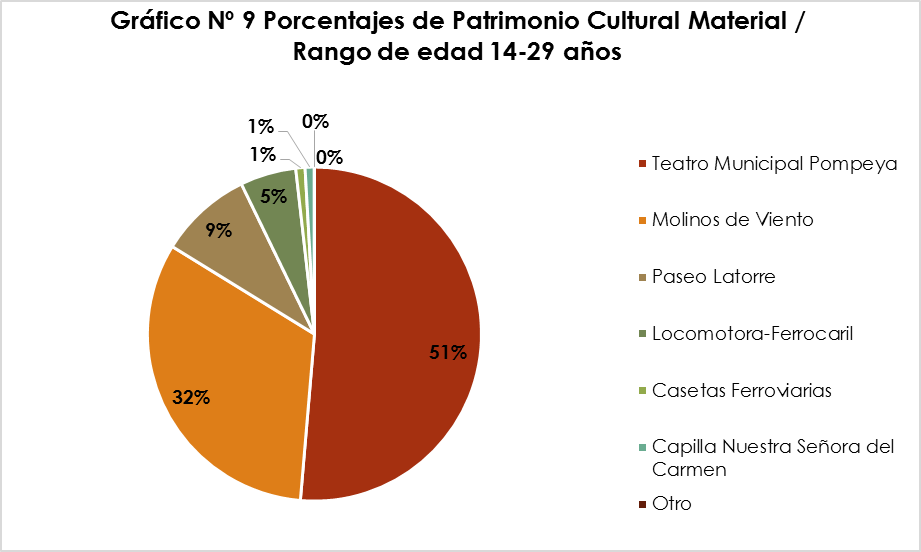 Gráfico Nº 9 Porcentajes de Patrimonio Cultural Material /
Rango de edad 14-29 años
0%
1%
1%
0%
5%
9%
51%
32%
Teatro Municipal Pompeya
Molinos de Viento
Paseo Latorre
Locomotora-Ferrocaril
Casetas Ferroviarias
Capilla Nuestra Señora del
Carmen
Otro